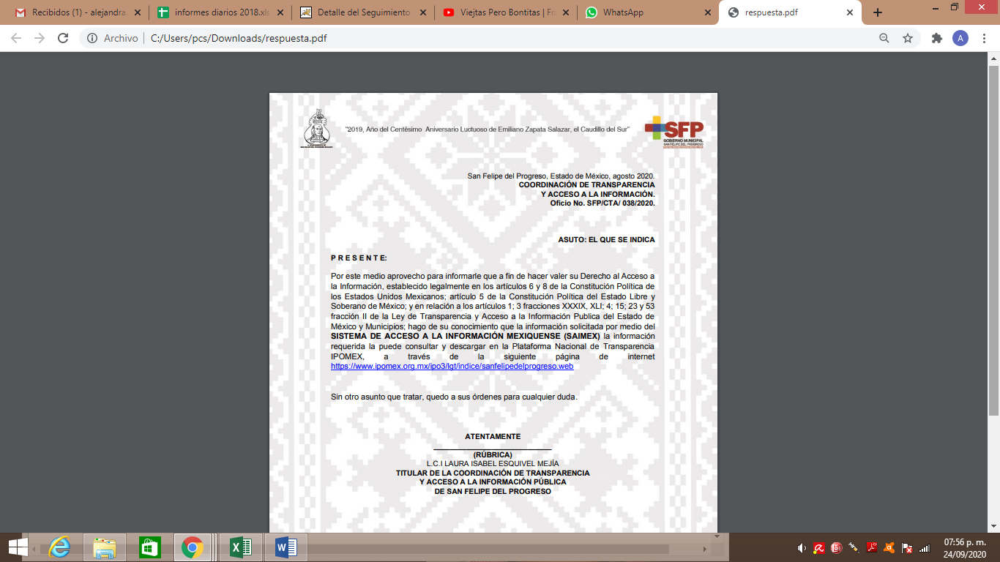 Recibidos (1) - alejandra
informes diarios 2018.xls
Detalle del Seguimiento
Viejtas Pero Bontitas | Fra
WhatsApp
respuesta.pdf
Archivo | C:/Users/pcs/Downloads/respuesta.pdf
A
"2019, Año del Centésimo Aniversario Luctuoso de Emiliano Zapata Salazar, el Caudillo del Sur"
SFP
GOBIERNO MUNICIPAL
SAN FELIPE DEL PROGRESO
San Felipe del Progreso, Estado de México, agosto 2020.
COORDINACIÓN DE TRANSPARENCIA
Y ACCESO A LA INFORMACIÓN.
Oficio No. SFP/CTA/ 038/2020.
ASUTO: EL QUE SE INDICA
P R E S E N T E:
Por este medio aprovecho para informarle que a fin de hacer valer su Derecho al Acceso a
la Información, establecido legalmente en los artículos 6 y 8 de la Constitución Política de
los Estados Unidos Mexicanos; artículo 5 de la Constitución Política del Estado Libre y
Soberano de México; y en relación a los artículos 1; 3 fracciones XXXIX, XLI; 4; 15; 23 y 53
fracción II de la Ley de Transparencia y Acceso a la Información Publica del Estado de
México y Municipios; hago de su conocimiento que la información solicitada por medio del
SISTEMA DE ACCESO A LA INFORMACIÓN MEXIQUENSE (SAIMEX) la información
requerida la puede consultar y descargar en la Plataforma Nacional de Transparencia
IPOMEX, a través de la siguiente página de internet
https://www.ipomex.org.mx/ipo3/lgt/indice/sanfelipedelprogreso.web
Sin otro asunto que tratar, quedo a sus órdenes para cualquier duda.
ATENTAMENTE
(RÚBRICA)
L.C.I LAURA ISABEL ESQUIVEL MEJÍA
TITULAR DE LA COORDINACIÓN DE TRANSPARENCIA
Y ACCESO A LA INFORMACIÓN PÚBLICA
DE SAN FELIPE DEL PROGRESO
07:56 p. m.
24/09/2020